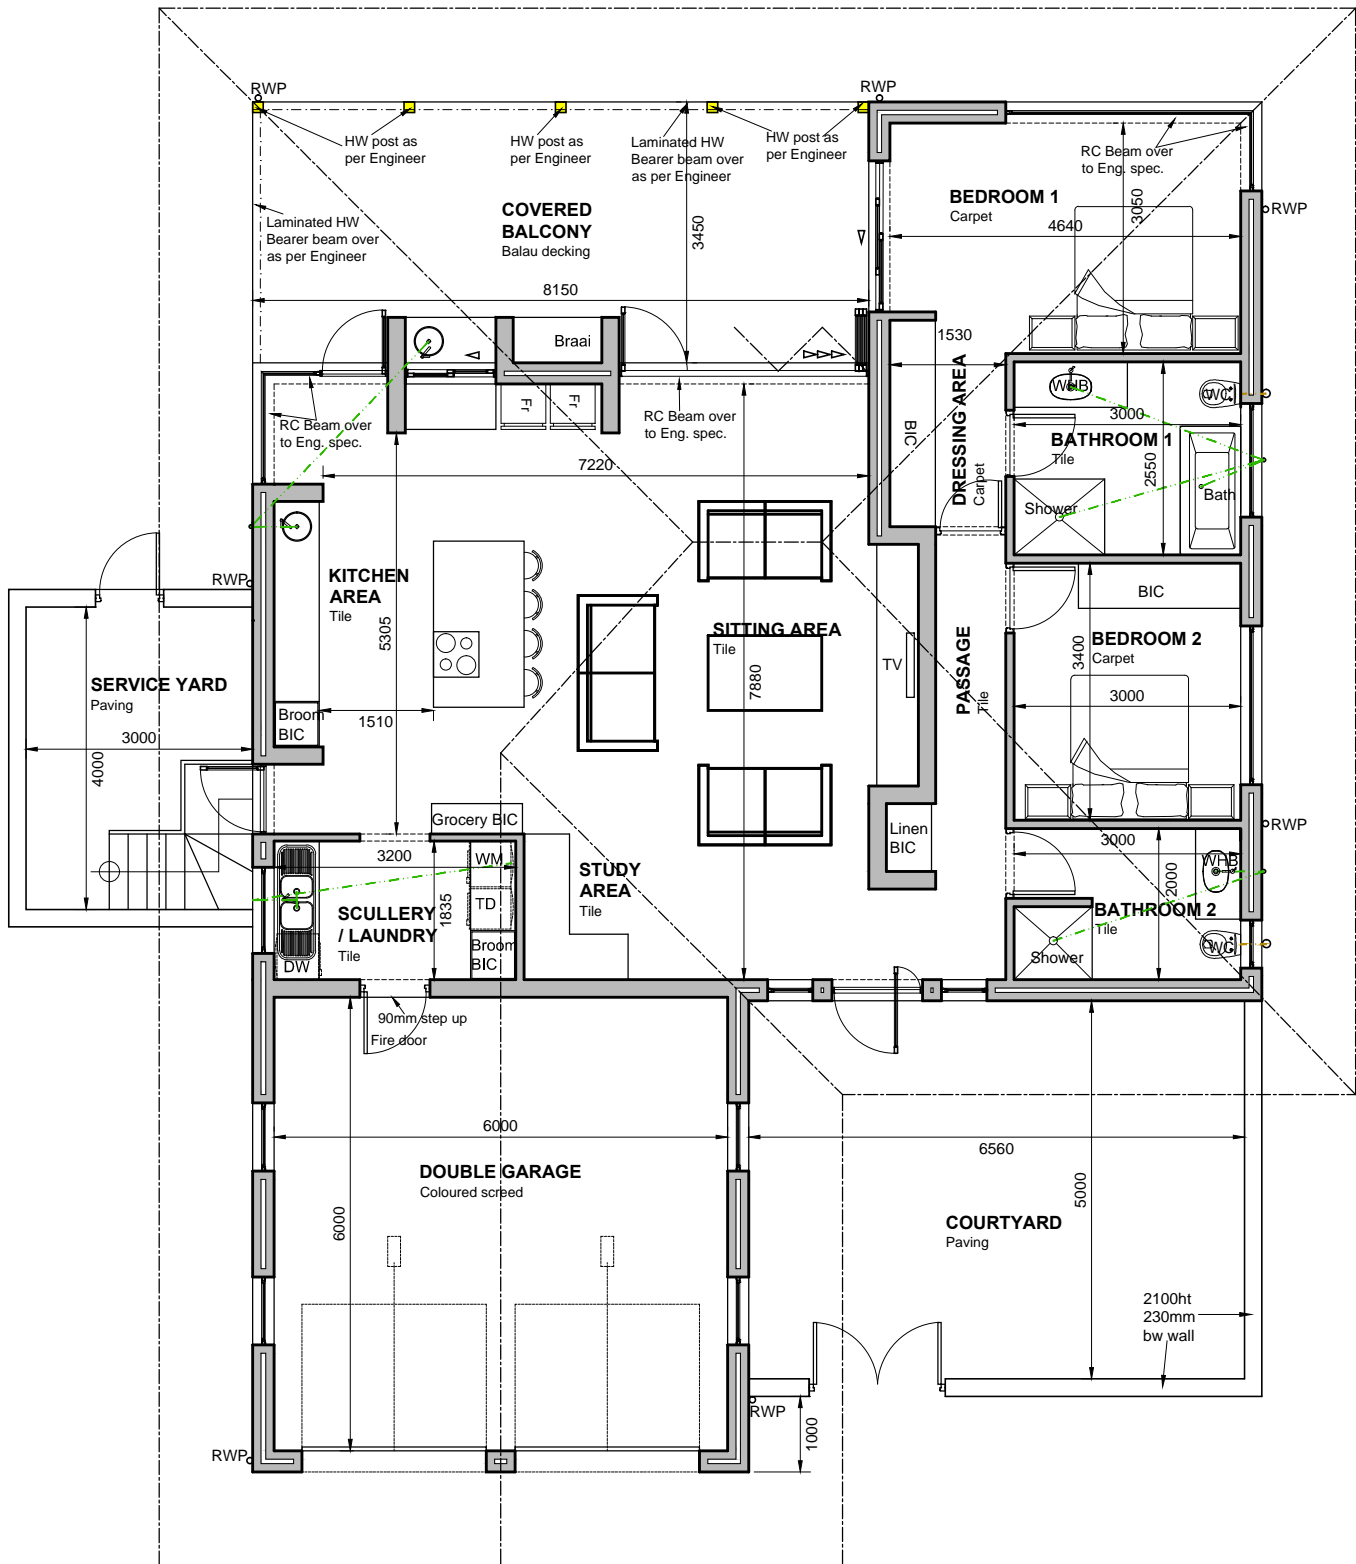 RWP
RWP
HW post as
per Engineer
HW post as
per Engineer
Laminated HW
Bearer beam over
as per Engineer
HW post as
per Engineer
RC Beam over
to Eng. spec.
BEDROOM 1
Carpet
3050
4640
RWP
COVERED
BALCONY
Balau decking
Laminated HW
Bearer beam over
as per Engineer
3450
8150
Braai
1530
DRESSING AREA
Carpet
BIC
WHB
WC
3000
BATHROOM 1
Tile
2550
Bath
Shower
Fr
Fr
RC Beam over
to Eng. spec.
RC Beam over
to Eng. spec.
7220
RWP
KITCHEN
AREA
Tile
5305
SITTING AREA
Tile
7880
TV
PASSAGE
Tile
BIC
BEDROOM 2
Carpet
3400
3000
SERVICE YARD
Paving
3000
4000
Broom
BIC
1510
Grocery BIC
Linen
BIC
RWP
3000
WHB
2000
BATHROOM 2
Tile
WC
Shower
3200
WM
TD
1835
SCULLERY
/ LAUNDRY
Tile
Broom
BIC
DW
STUDY
AREA
Tile
90mm step up
Fire door
6000
DOUBLE GARAGE
Coloured screed
6000
6560
5000
COURTYARD
Paving
2100ht
230mm
bw wall
RWP
1000
RWP